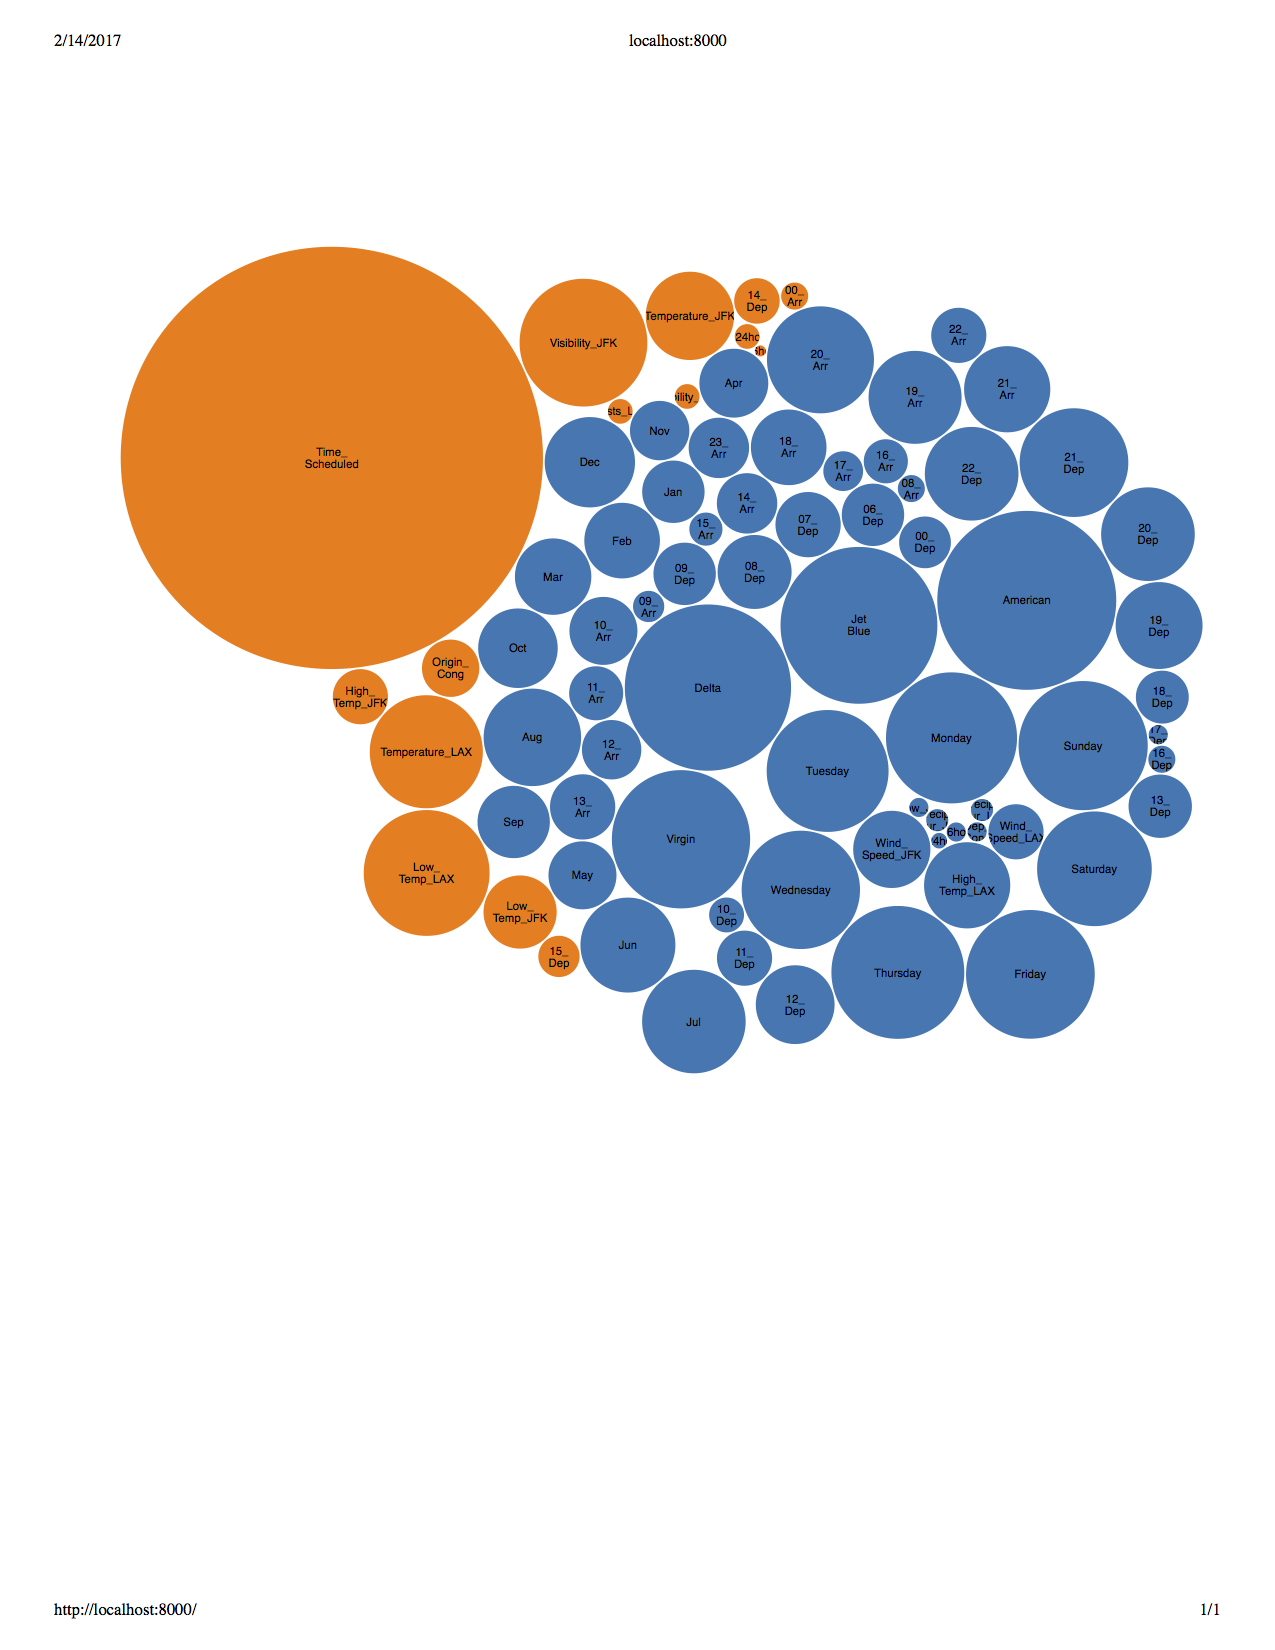 2/14/2017
localhost:8000
14_
Dep
00_
Arr
Temperature_JFK
Visibility_JFK
22_
Arr
20_
Arr
Apr
19_
Arr
21_
Arr
Nov
23_
Arr
18_
Arr
Time_
Scheduled
Dec
17_
Arr
16_
Arr
22_
Dep
21_
Dep
08_
Arr
Jan
14_
Arr
07_
Dep
06_
Dep
15_
Arr
Feb
00_
Dep
20_
Dep
Mar
09_
Dep
08_
Dep
09_
Arr
American
10_
Arr
Jet
Blue
19_
Dep
Oct
Origin_
Cong
High_
Temp_JFK
11_
Arr
Delta
18_
Dep
Temperature_LAX
Aug
12_
Arr
Tuesday
Monday
Sunday
16_
Dep
Sep
13_
Arr
13_
Dep
Virgin
Wind_
Speed_JFK
Wind_
Speed_LAX
Low_
Temp_LAX
May
Wednesday
High_
Temp_LAX
Saturday
Low_
Temp_JFK
10_
Dep
15_
Dep
Jun
11_
Dep
Thursday
Friday
12_
Dep
Jul
http://localhost:8000/
1/1